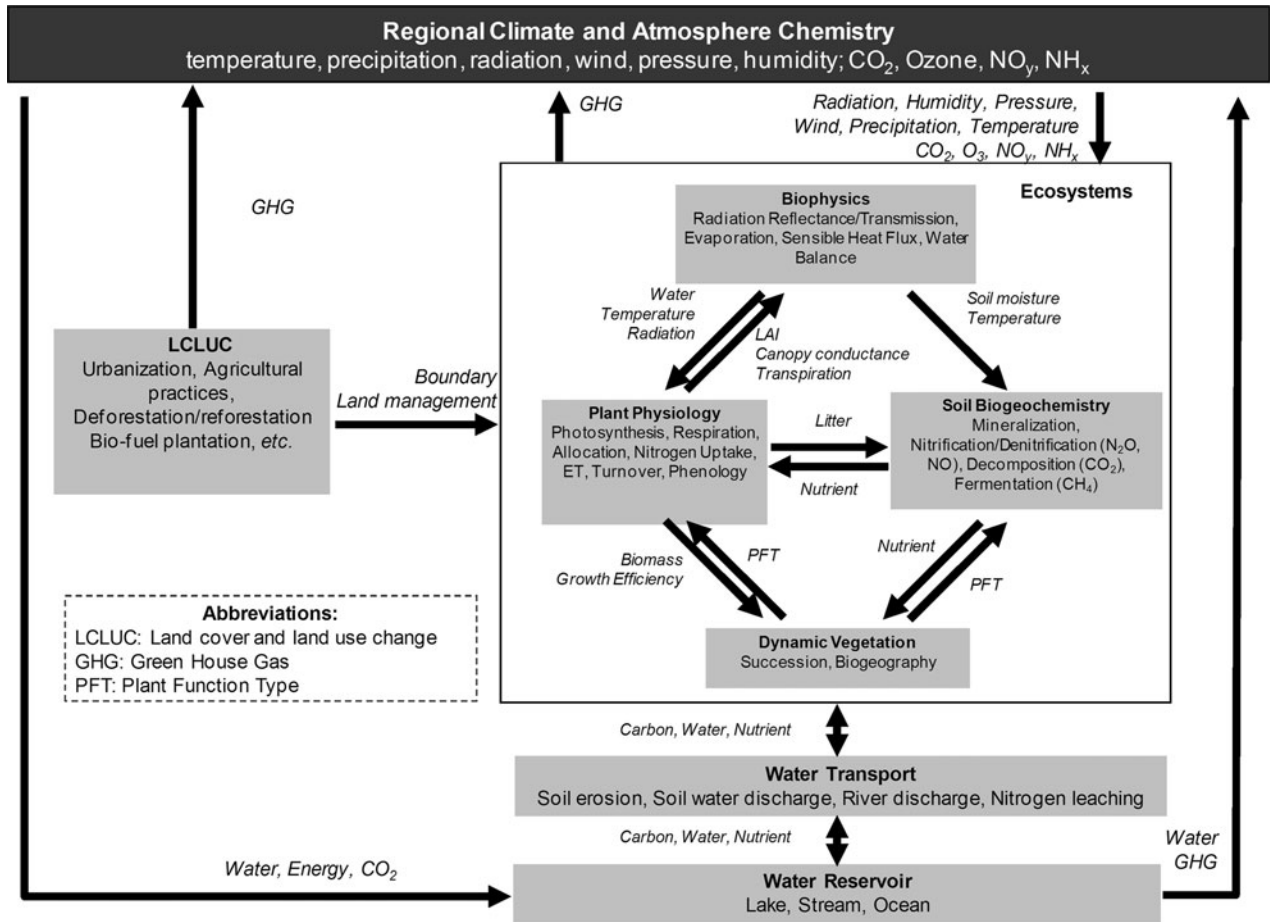 Regional Climate and Atmosphere Chemistry
temperature, precipitation, radiation, wind, pressure, humidity; CO₂, Ozone, NOy, NHx
GHG
GHG
Radiation, Humidity, Pressure,
Wind, Precipitation, Temperature
CO₂, O₃, NOy, NHx
Ecosystems
Biophysics
Radiation Reflectance/Transmission,
Evaporation, Sensible Heat Flux, Water
Balance
Water
Temperature
Radiation
LAI
Canopy conductance
Transpiration
Soil moisture
Temperature
LCLUC
Urbanization, Agricultural
practices,
Deforestation/reforestation
Bio-fuel plantation, etc.
Boundary
Land management
Plant Physiology
Photosynthesis, Respiration,
Allocation, Nitrogen Uptake,
ET, Turnover, Phenology
Litter
Nutrient
Soil Biogeochemistry
Mineralization,
Nitrification/Denitrification (N₂O,
NO), Decomposition (CO₂),
Fermentation (CH₄)
Biomass
Growth Efficiency
PFT
Nutrient
PFT
Dynamic Vegetation
Succession, Biogeography
Abbreviations:
LCLUC: Land cover and land use change
GHG: Green House Gas
PFT: Plant Function Type
Carbon, Water, Nutrient
Water Transport
Soil erosion, Soil water discharge, River discharge, Nitrogen leaching
Carbon, Water, Nutrient
Water
GHG
Water, Energy, CO₂
Water Reservoir
Lake, Stream, Ocean